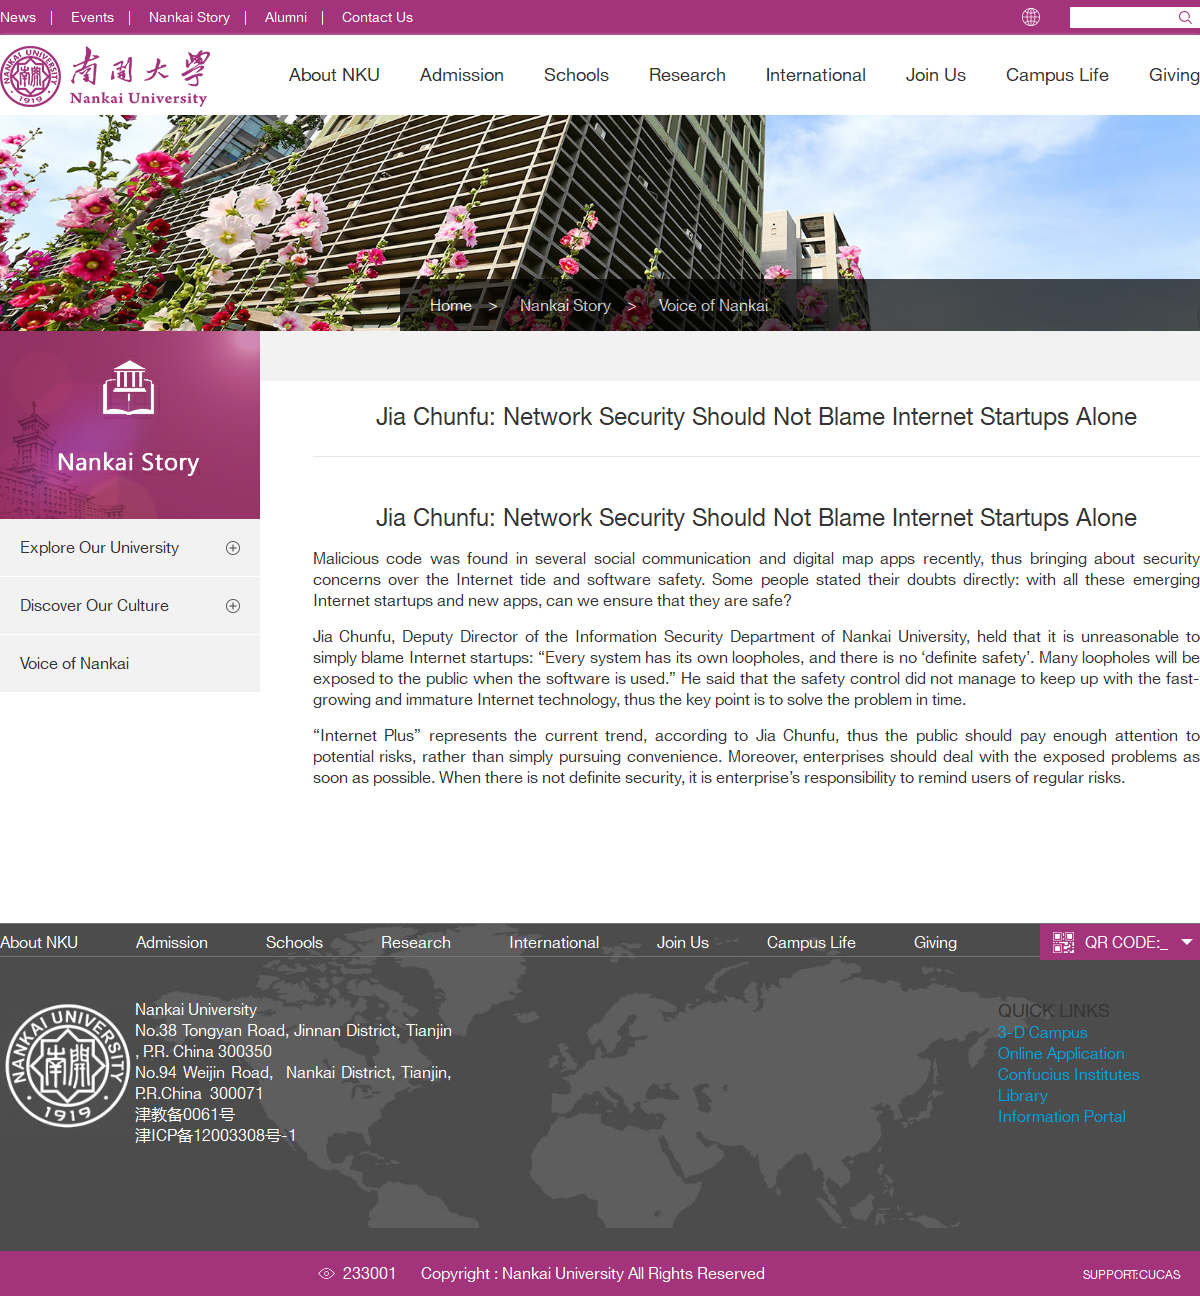 News | Events | Nankai Story | Alumni | Contact Us
NANKAI UNIVERSITY
南開
1919
南開大學
Nankai University
About NKU Admission Schools Research International Join Us Campus Life Giving
Home > Nankai Story > Voice of Nankai
Nankai Story
Explore Our University
Discover Our Culture
Voice of Nankai
Jia Chunfu: Network Security Should Not Blame Internet Startups Alone
Jia Chunfu: Network Security Should Not Blame Internet Startups Alone
Malicious code was found in several social communication and digital map apps recently, thus bringing about security
concerns over the Internet tide and software safety. Some people stated their doubts directly: with all these emerging
Internet startups and new apps, can we ensure that they are safe?
Jia Chunfu, Deputy Director of the Information Security Department of Nankai University, held that it is unreasonable to
simply blame Internet startups: “Every system has its own loopholes, and there is no ‘definite safety’. Many loopholes will be
exposed to the public when the software is used.” He said that the safety control did not manage to keep up with the fast-
growing and immature Internet technology, thus the key point is to solve the problem in time.
“Internet Plus” represents the current trend, according to Jia Chunfu, thus the public should pay enough attention to
potential risks, rather than simply pursuing convenience. Moreover, enterprises should deal with the exposed problems as
soon as possible. When there is not definite security, it is enterprise’s responsibility to remind users of regular risks.
About NKU Admission Schools Research International Join Us Campus Life Giving QR CODE:_
NANKAI UNIVERSITY
南開
1919
Nankai University
No.38 Tongyan Road, Jinnan District, Tianjin
, P.R. China 300350
No.94 Weijin Road, Nankai District, Tianjin,
P.R.China 300071
津教备0061号
津ICP备12003308号-1
QUICK LINKS
3-D Campus
Online Application
Confucius Institutes
Library
Information Portal
233001 Copyright : Nankai University All Rights Reserved
SUPPORT:CUCAS